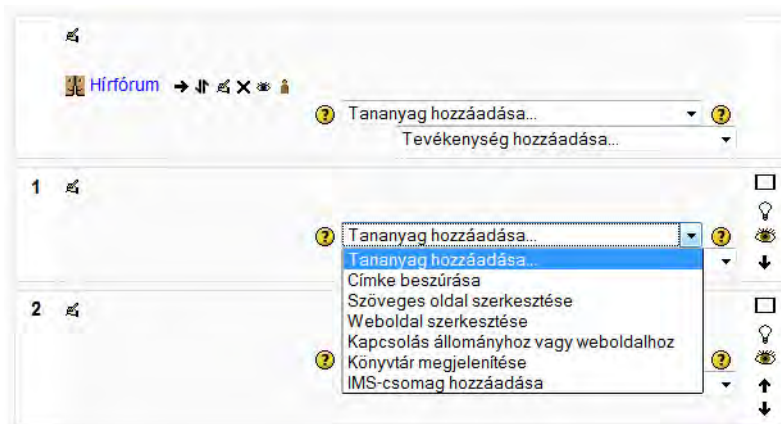 Hírfórum
Tananyag hozzáadása...
Tevékenység hozzáadása...
1
Tananyag hozzáadása...
Tananyag hozzáadása...
Címke beszúrása
Szöveges oldal szerkesztése
2
Weboldal szerkesztése
Kapcsolás állományhoz vagy weboldalhoz
Könyvtár megjelenítése
IMS-csomag hozzáadása